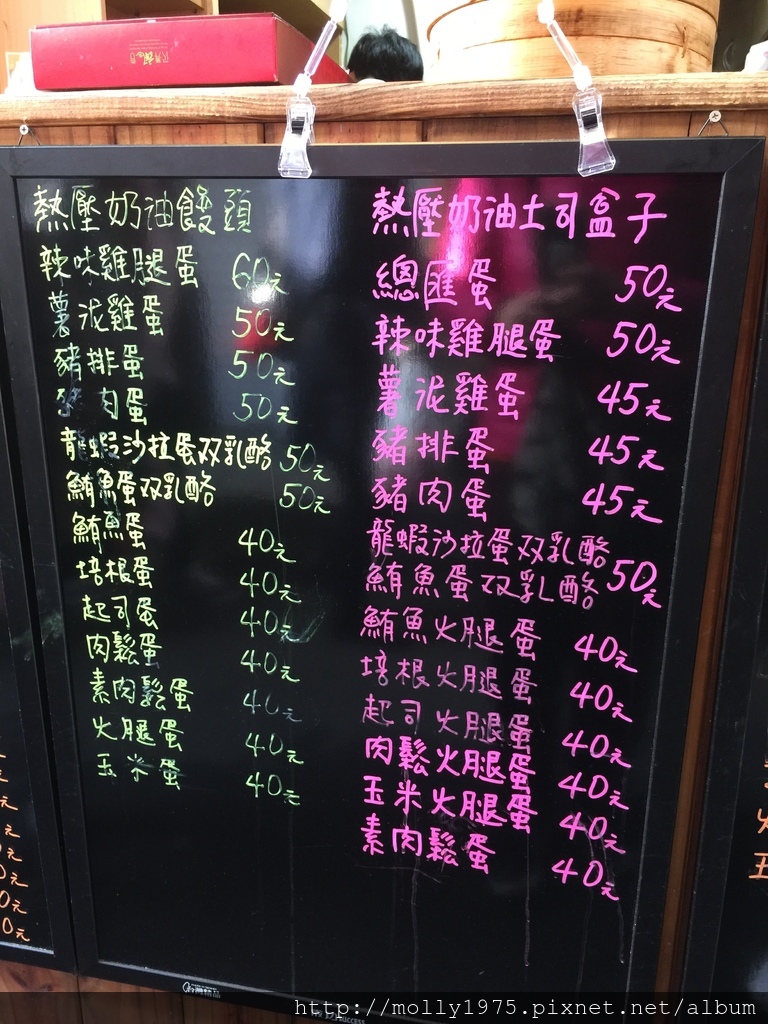 熱壓奶油饅頭
辣味雞腿蛋 60元
薯泥雞蛋 50元
豬排蛋 50元
豬肉蛋 50元
龍蝦沙拉蛋双乳酪 50元
鮪魚蛋双乳酪 50元
鮪魚蛋 40元
培根蛋 40元
起司蛋 40元
肉鬆蛋 40元
素肉鬆蛋 40元
火腿蛋 40元
玉米蛋 40元
熱壓奶油土司盒子
總匯蛋 50元
辣味雞腿蛋 50元
薯泥雞蛋 45元
豬排蛋 45元
豬肉蛋 45元
龍蝦沙拉蛋双乳酪
鮪魚蛋双乳酪 50元
鮪魚火腿蛋 40元
培根火腿蛋 40元
起司火腿蛋 40元
肉鬆火腿蛋 40元
玉米火腿蛋 40元
素肉鬆蛋 40元
http://molly1975.pixnet.net/album